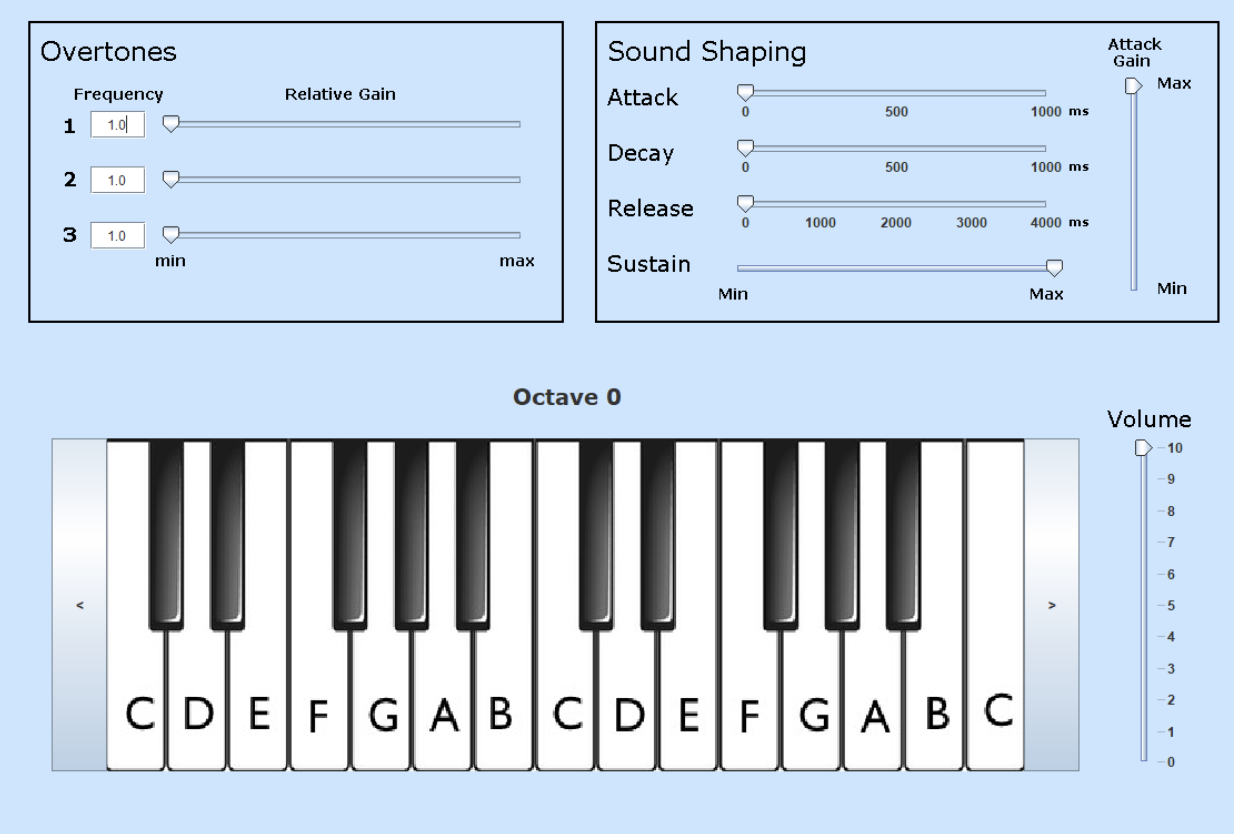 Overtones
Frequency Relative Gain
1 1.0
2 1.0
3 1.0
min max
Sound Shaping
Attack
Gain
Max
Min
Attack
0 500 1000 ms
Decay
0 500 1000 ms
Release
0 1000 2000 3000 4000 ms
Sustain
Min Max
Octave 0
< >
C D E F G A B C D E F G A B C
Volume
10
9
8
7
6
5
4
3
2
1
0